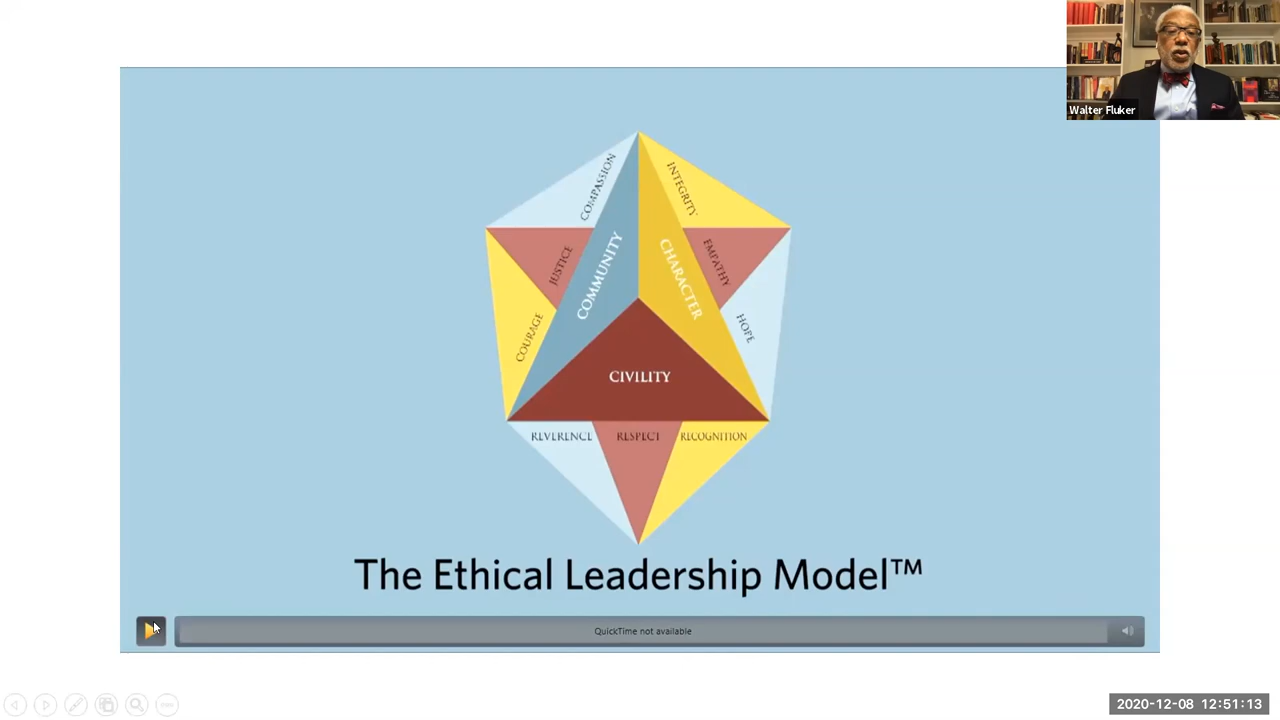 Walter Fluker
COMPASSION
INTEGRITY
JUSTICE
COMMUNITY
CHARACTER
EMPATHY
COURAGE
HOPE
CIVILITY
REVERENCE
RESPECT
RECOGNITION
The Ethical Leadership Model™
QuickTime not available
2020-12-08 12:51:13